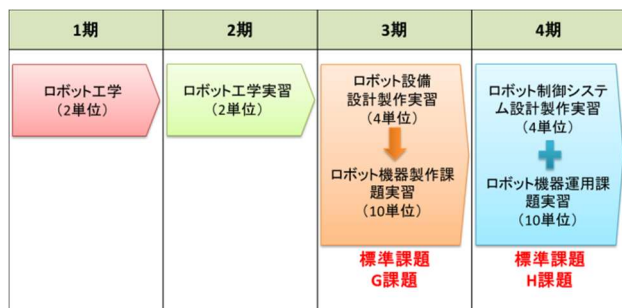 1期
2期
3期
4期
ロボット工学
(2単位)
ロボット工学実習
(2単位)
ロボット設備
設計製作実習
(4単位)
ロボット機器製作課
題実習
(10単位)
標準課題
G課題
ロボット制御システ
ム設計製作実習
(4単位)
ロボット機器運用課
題実習
(10単位)
標準課題
H課題